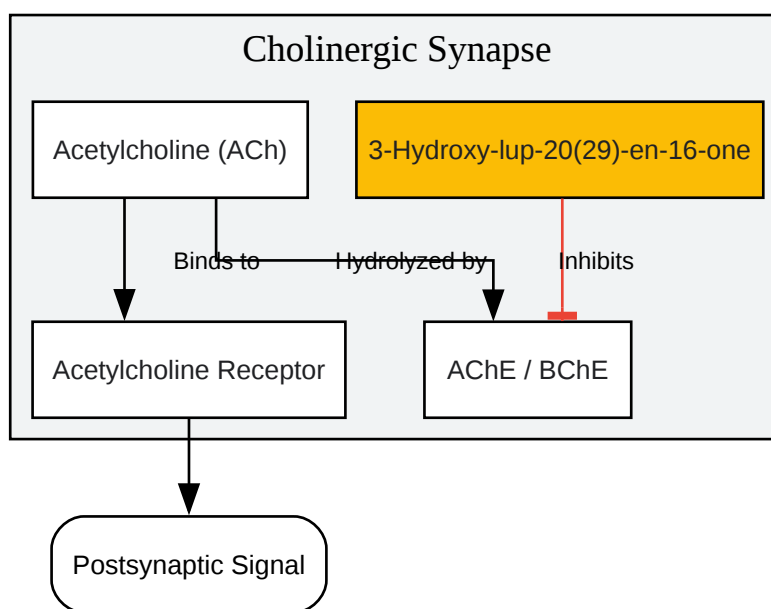 Cholinergic Synapse
Acetylcholine (ACh)
3-Hydroxy-lup-20(29)-en-16-one
Binds to
Hydrolyzed by
Inhibits
Acetylcholine Receptor
AChE / BChE
Postsynaptic Signal